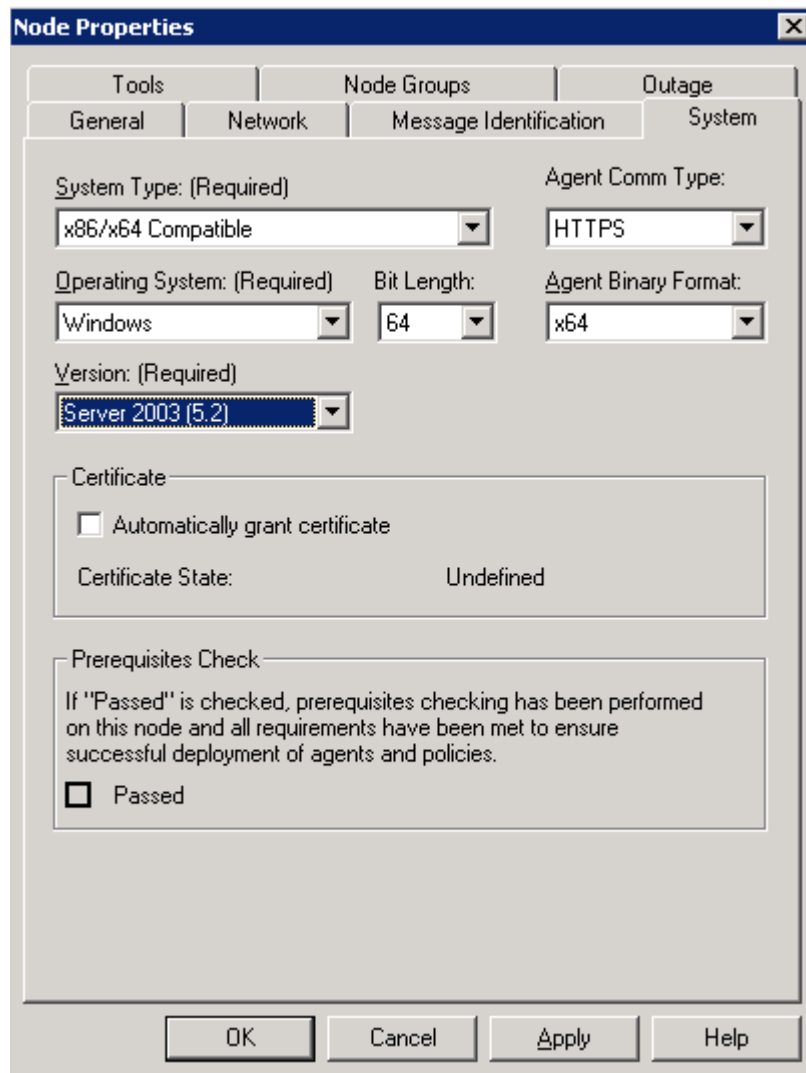 Node Properties
Tools Node Groups Outage
General Network Message Identification System
System Type: (Required) Agent Comm Type:
x86/x64 Compatible HTTPS
Operating System: (Required) Bit Length: Agent Binary Format:
Windows 64 x64
Version: (Required)
Server 2003 (5.2)
Certificate
Automatically grant certificate
Certificate State: Undefined
Prerequisites Check
If "Passed" is checked, prerequisites checking has been performed
on this node and all requirements have been met to ensure
successful deployment of agents and policies.
Passed
OK Cancel Apply Help